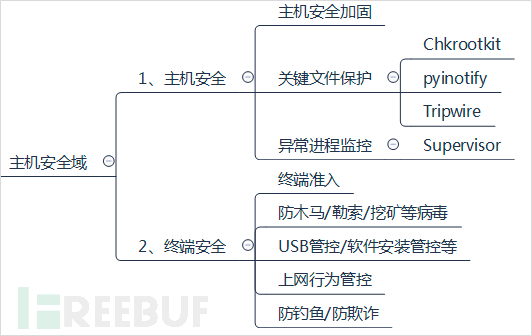 主机安全域
1、主机安全
主机安全加固
关键文件保护
Chkrootkit
pyinotify
Tripwire
异常进程监控
Supervisor
2、终端安全
终端准入
防木马/勒索/挖矿等病毒
USB管控/软件安装管控等
上网行为管控
防钓鱼/防欺诈
FREEBUF